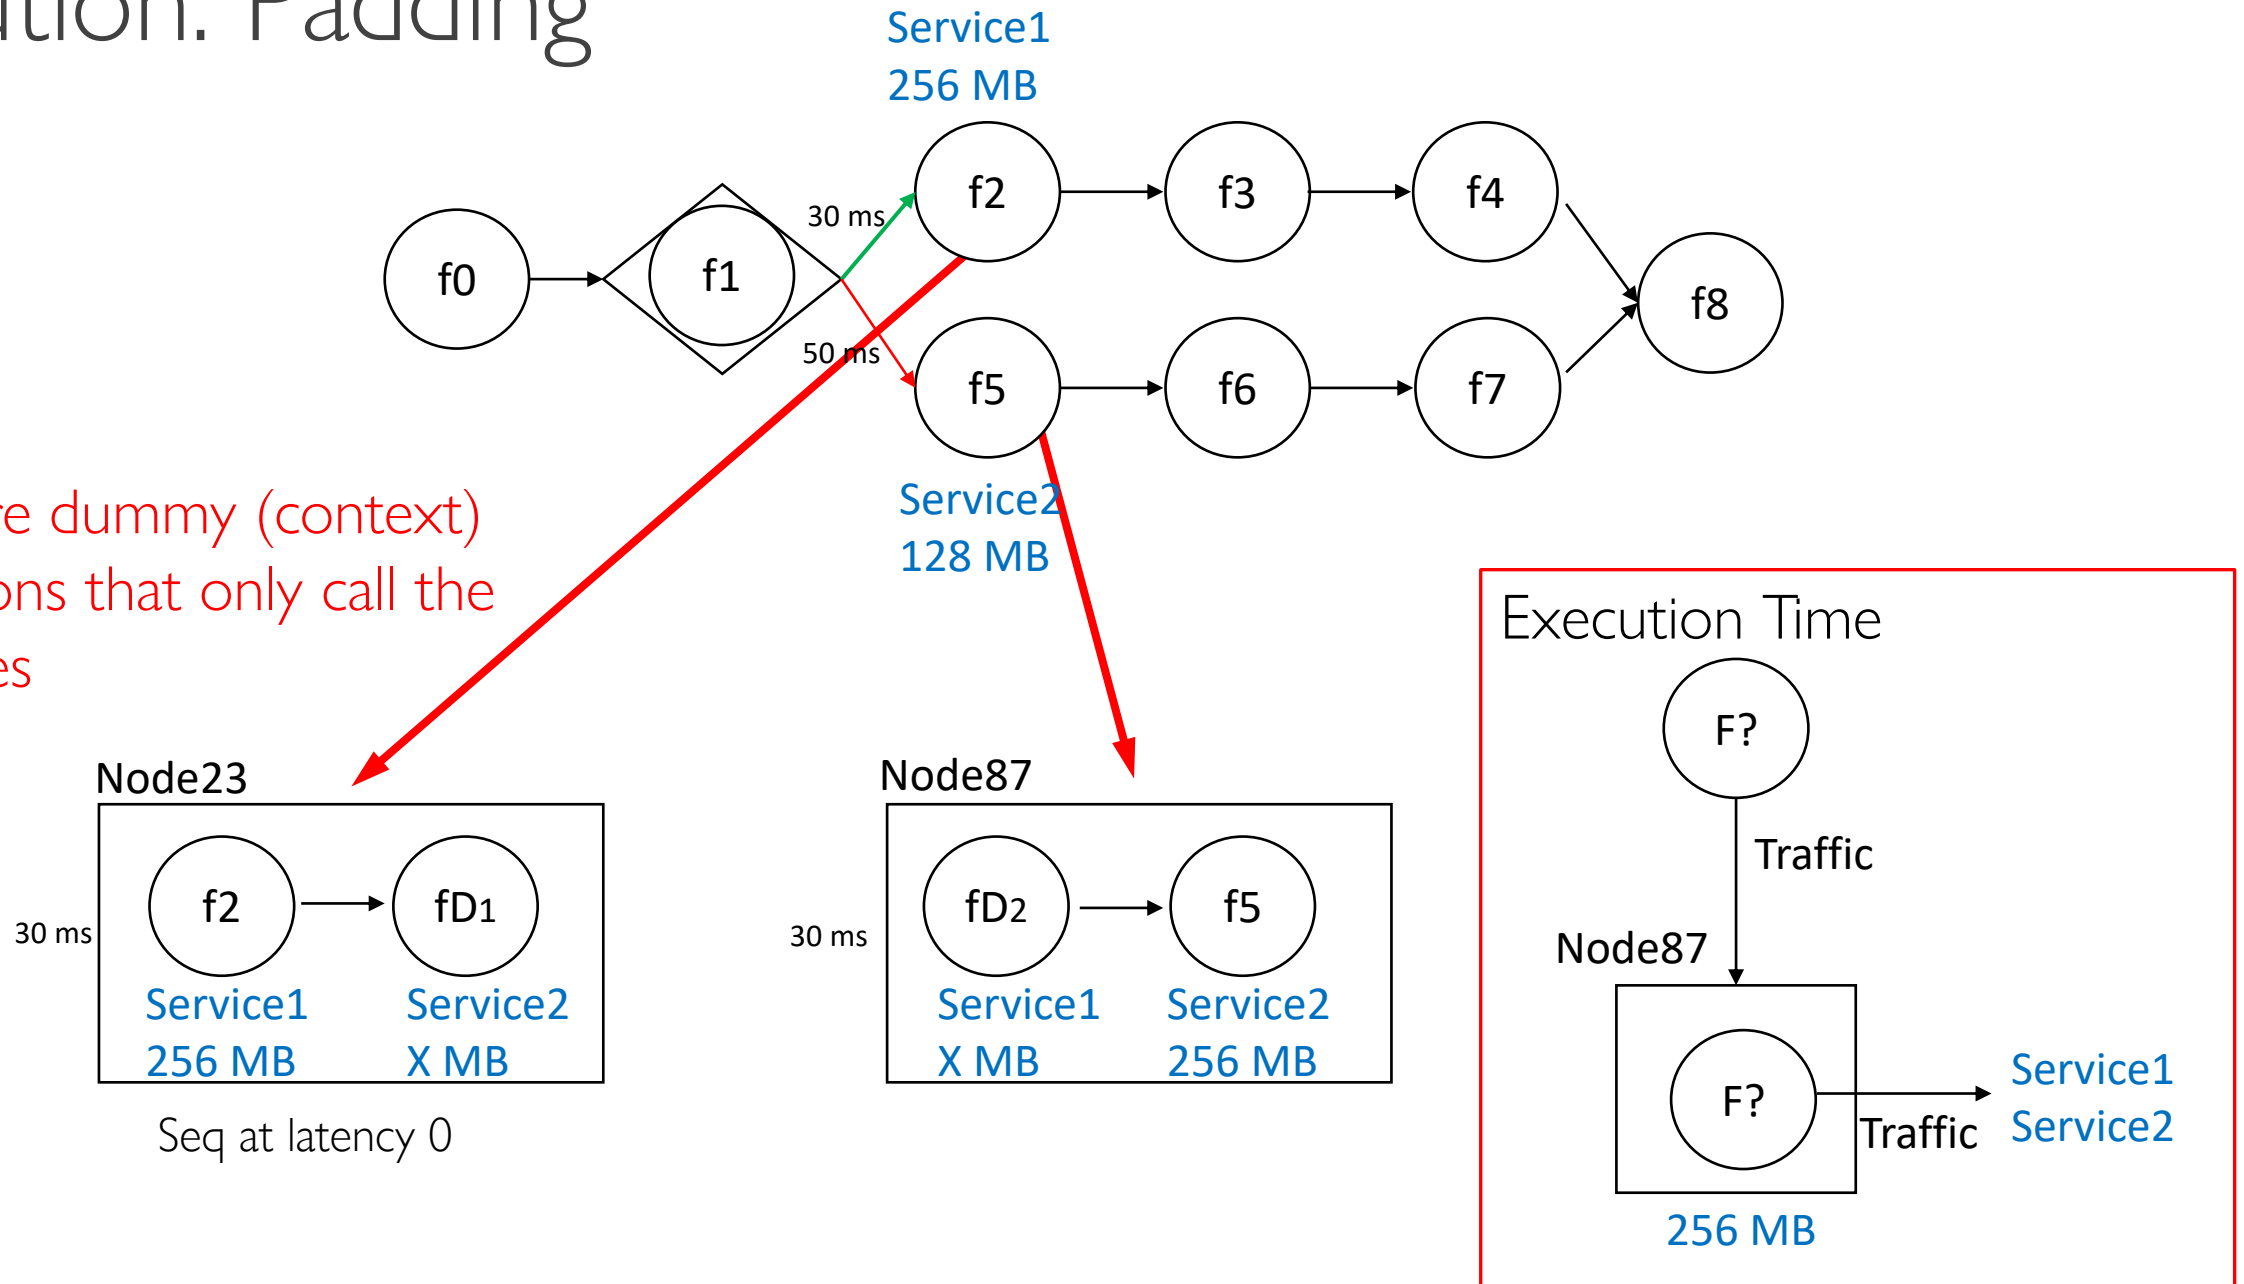 Padding
Service1
256 MB
f0
f1
30 ms
50 ms
f2
f3
f4
f5
f6
f7
f8
Service2
128 MB
dummy (context)
that only call the
Node23
30 ms
f2
fD1
Service1
256 MB
Service2
X MB
Seq at latency 0
Node87
30 ms
fD2
f5
Service1
X MB
Service2
256 MB
Execution Time
F?
Traffic
Node87
F?
Traffic
Service1
Service2
256 MB